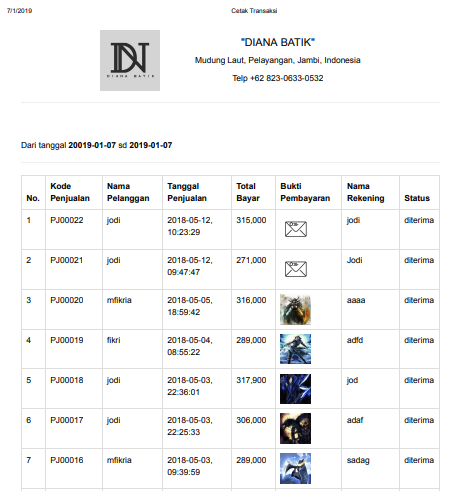 7/1/2019 Cetak Transaksi
DN
DIANA BATIK
"DIANA BATIK"
Mudung Laut, Pelayangan, Jambi, Indonesia
Telp +62 823-0633-0532
Dari tanggal 20019-01-07 sd 2019-01-07
No. Kode Penjualan Nama Pelanggan Tanggal Penjualan Total Bayar Bukti Pembayaran Nama Rekening Status
1 PJ00022 jodi 2018-05-12, 10:23:29 315,000 jodi diterima
2 PJ00021 jodi 2018-05-12, 09:47:47 271,000 Jodi diterima
3 PJ00020 mfikria 2018-05-05, 18:59:42 316,000 aaaa diterima
4 PJ00019 fikri 2018-05-04, 08:55:22 289,000 adfd diterima
5 PJ00018 jodi 2018-05-03, 22:36:01 317,900 jod diterima
6 PJ00017 jodi 2018-05-03, 22:25:33 306,000 adaf diterima
7 PJ00016 mfikria 2018-05-03, 09:39:59 289,000 sadag diterima